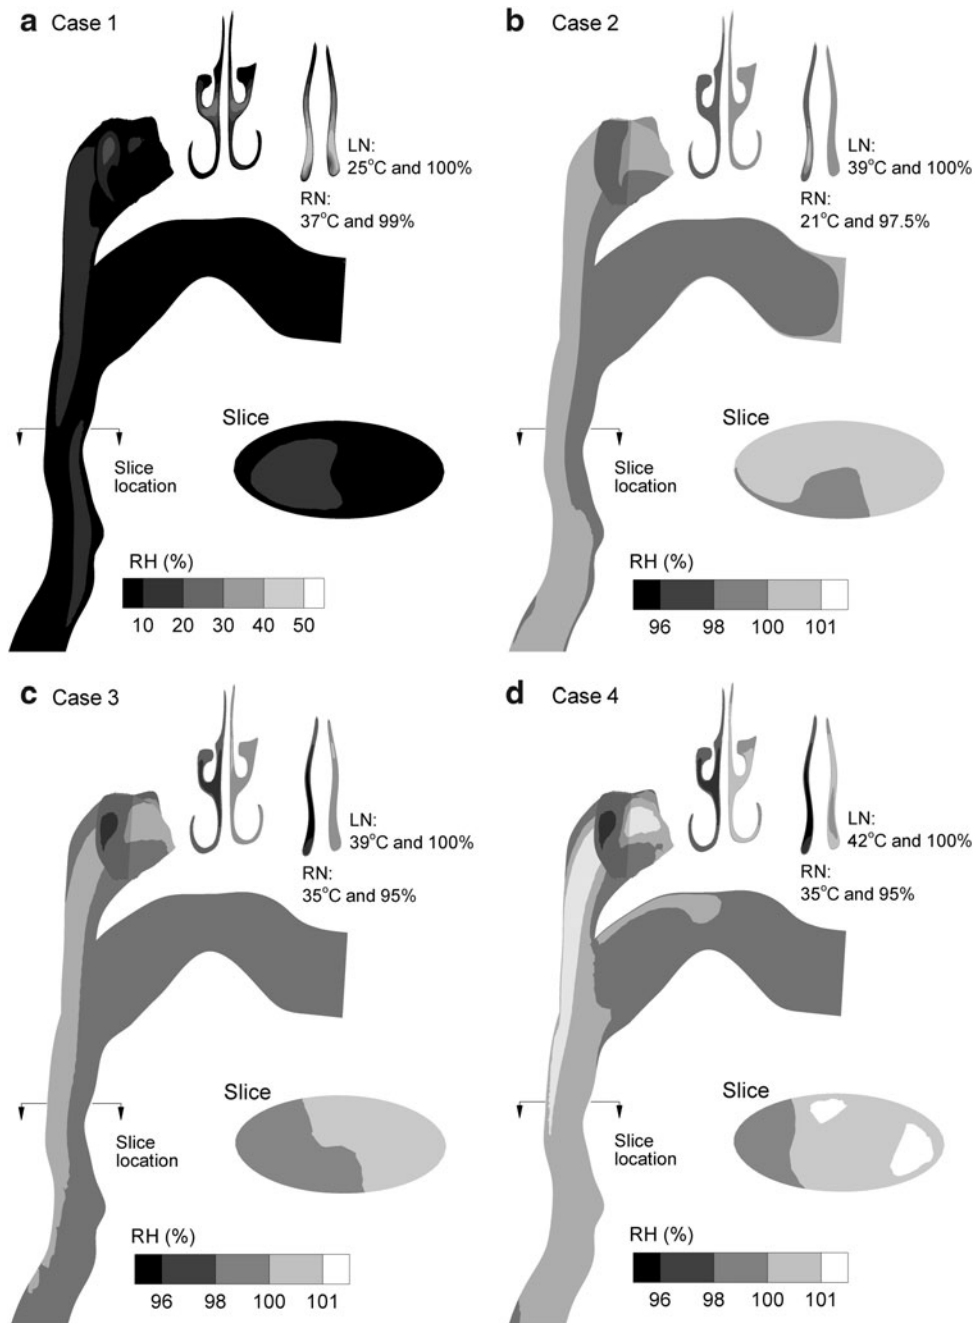 a Case 1
LN:
25°C and 100%
RN:
37°C and 99%
Slice
Slice
location
RH (%)
10 20 30 40 50
b Case 2
LN:
39°C and 100%
RN:
21°C and 97.5%
Slice
Slice
location
RH (%)
96 98 100 101
c Case 3
LN:
39°C and 100%
RN:
35°C and 95%
Slice
Slice
location
RH (%)
96 98 100 101
d Case 4
LN:
42°C and 100%
RN:
35°C and 95%
Slice
Slice
location
RH (%)
96 98 100 101